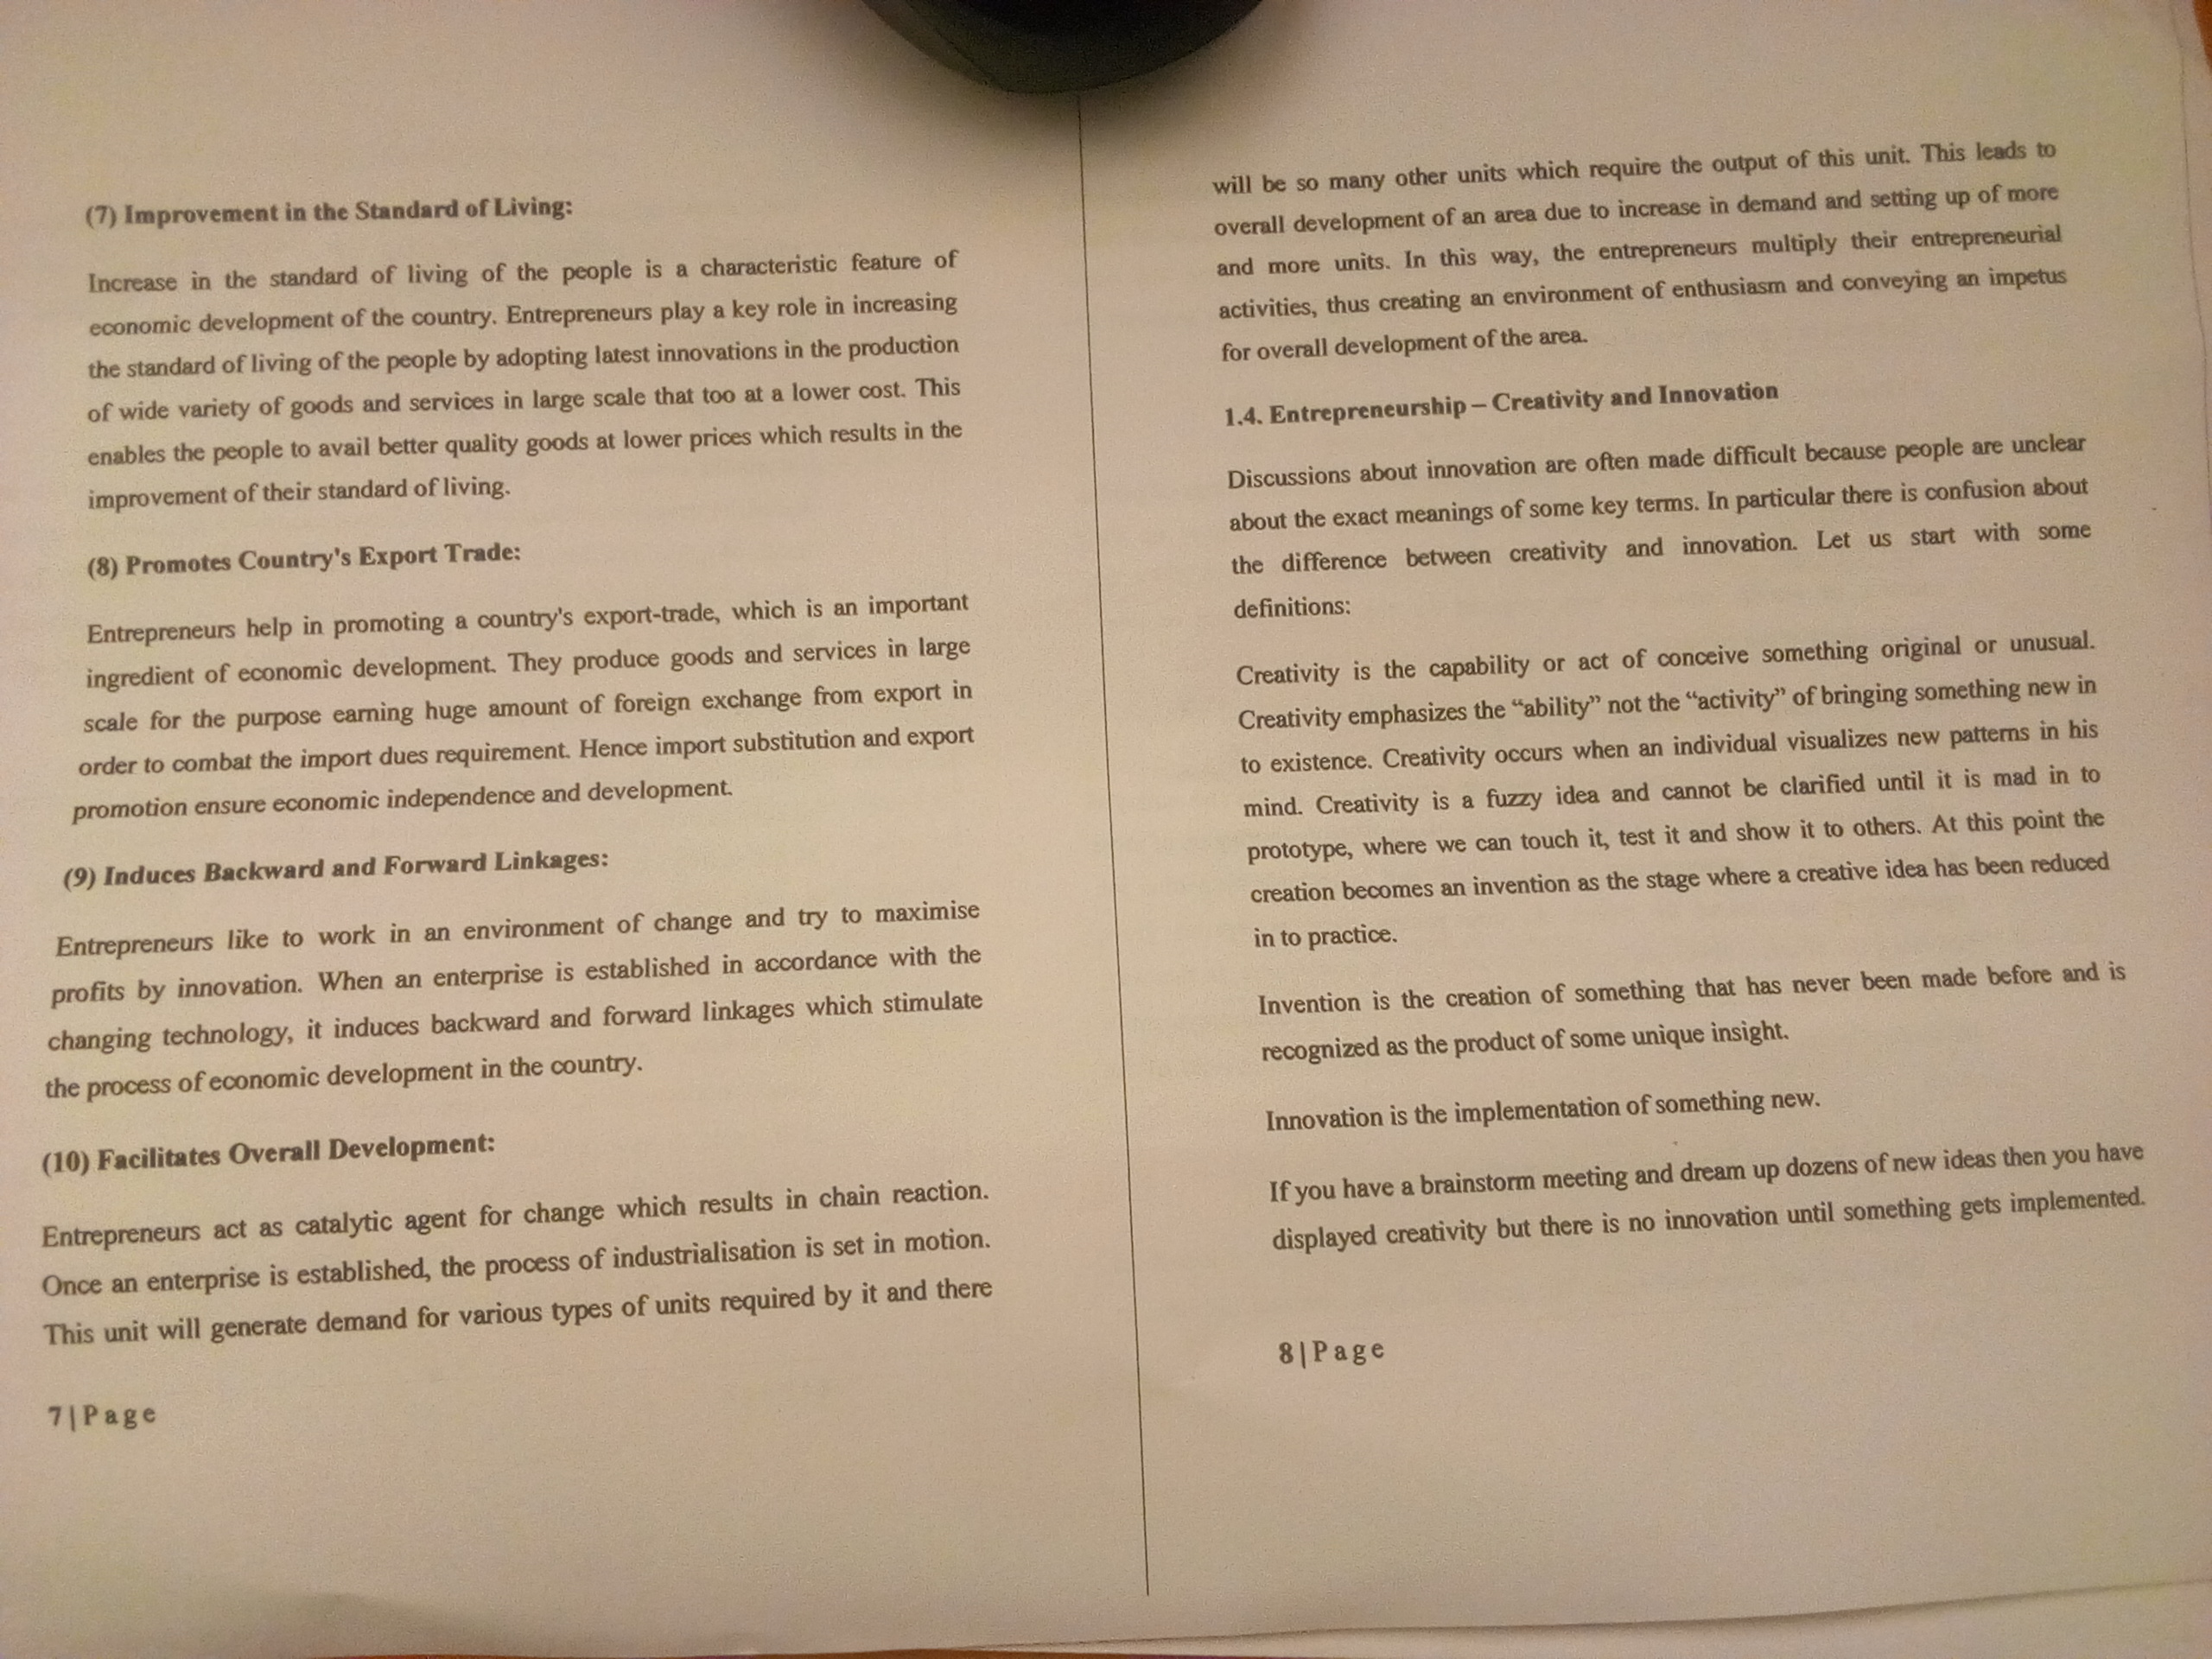 (7) Improvement in the Standard of Living:
Increase in the standard of living of the people is a characteristic feature of
economic development of the country. Entrepreneurs play a key role in increasing
the standard of living of the people by adopting latest innovations in the production
of wide variety of goods and services in large scale that too at a lower cost. This
enables the people to avail better quality goods at lower prices which results in the
improvement of their standard of living.
(8) Promotes Country's Export Trade:
Entrepreneurs help in promoting a country's export-trade, which is an important
ingredient of economic development. They produce goods and services in large
scale for the purpose earning huge amount of foreign exchange from export in
order to combat the import dues requirement. Hence import substitution and export
promotion ensure economic independence and development.
(9) Induces Backward and Forward Linkages:
Entrepreneurs like to work in an environment of change and try to maximise
profits by innovation. When an enterprise is established in accordance with the
changing technology, it induces backward and forward linkages which stimulate
the process of economic development in the country.
(10) Facilitates Overall Development:
Entrepreneurs act as catalytic agent for change which results in chain reaction.
Once an enterprise is established, the process of industrialisation is set in motion.
This unit will generate demand for various types of units required by it and there
7 | P a g e
will be so many other units which require the output of this unit. This leads to
overall development of an area due to increase in demand and setting up of more
and more units. In this way, the entrepreneurs multiply their entrepreneurial
activities, thus creating an environment of enthusiasm and conveying an impetus
for overall development of the area.
1.4. Entrepreneurship – Creativity and Innovation
Discussions about innovation are often made difficult because people are unclear
about the exact meanings of some key terms. In particular there is confusion about
the difference between creativity and innovation. Let us start with some
definitions:
Creativity is the capability or act of conceive something original or unusual.
Creativity emphasizes the “ability” not the “activity” of bringing something new in
to existence. Creativity occurs when an individual visualizes new patterns in his
mind. Creativity is a fuzzy idea and cannot be clarified until it is mad in to
prototype, where we can touch it, test it and show it to others. At this point the
creation becomes an invention as the stage where a creative idea has been reduced
in to practice.
Invention is the creation of something that has never been made before and is
recognized as the product of some unique insight.
Innovation is the implementation of something new.
If you have a brainstorm meeting and dream up dozens of new ideas then you have
displayed creativity but there is no innovation until something gets implemented.
8 | P a g e